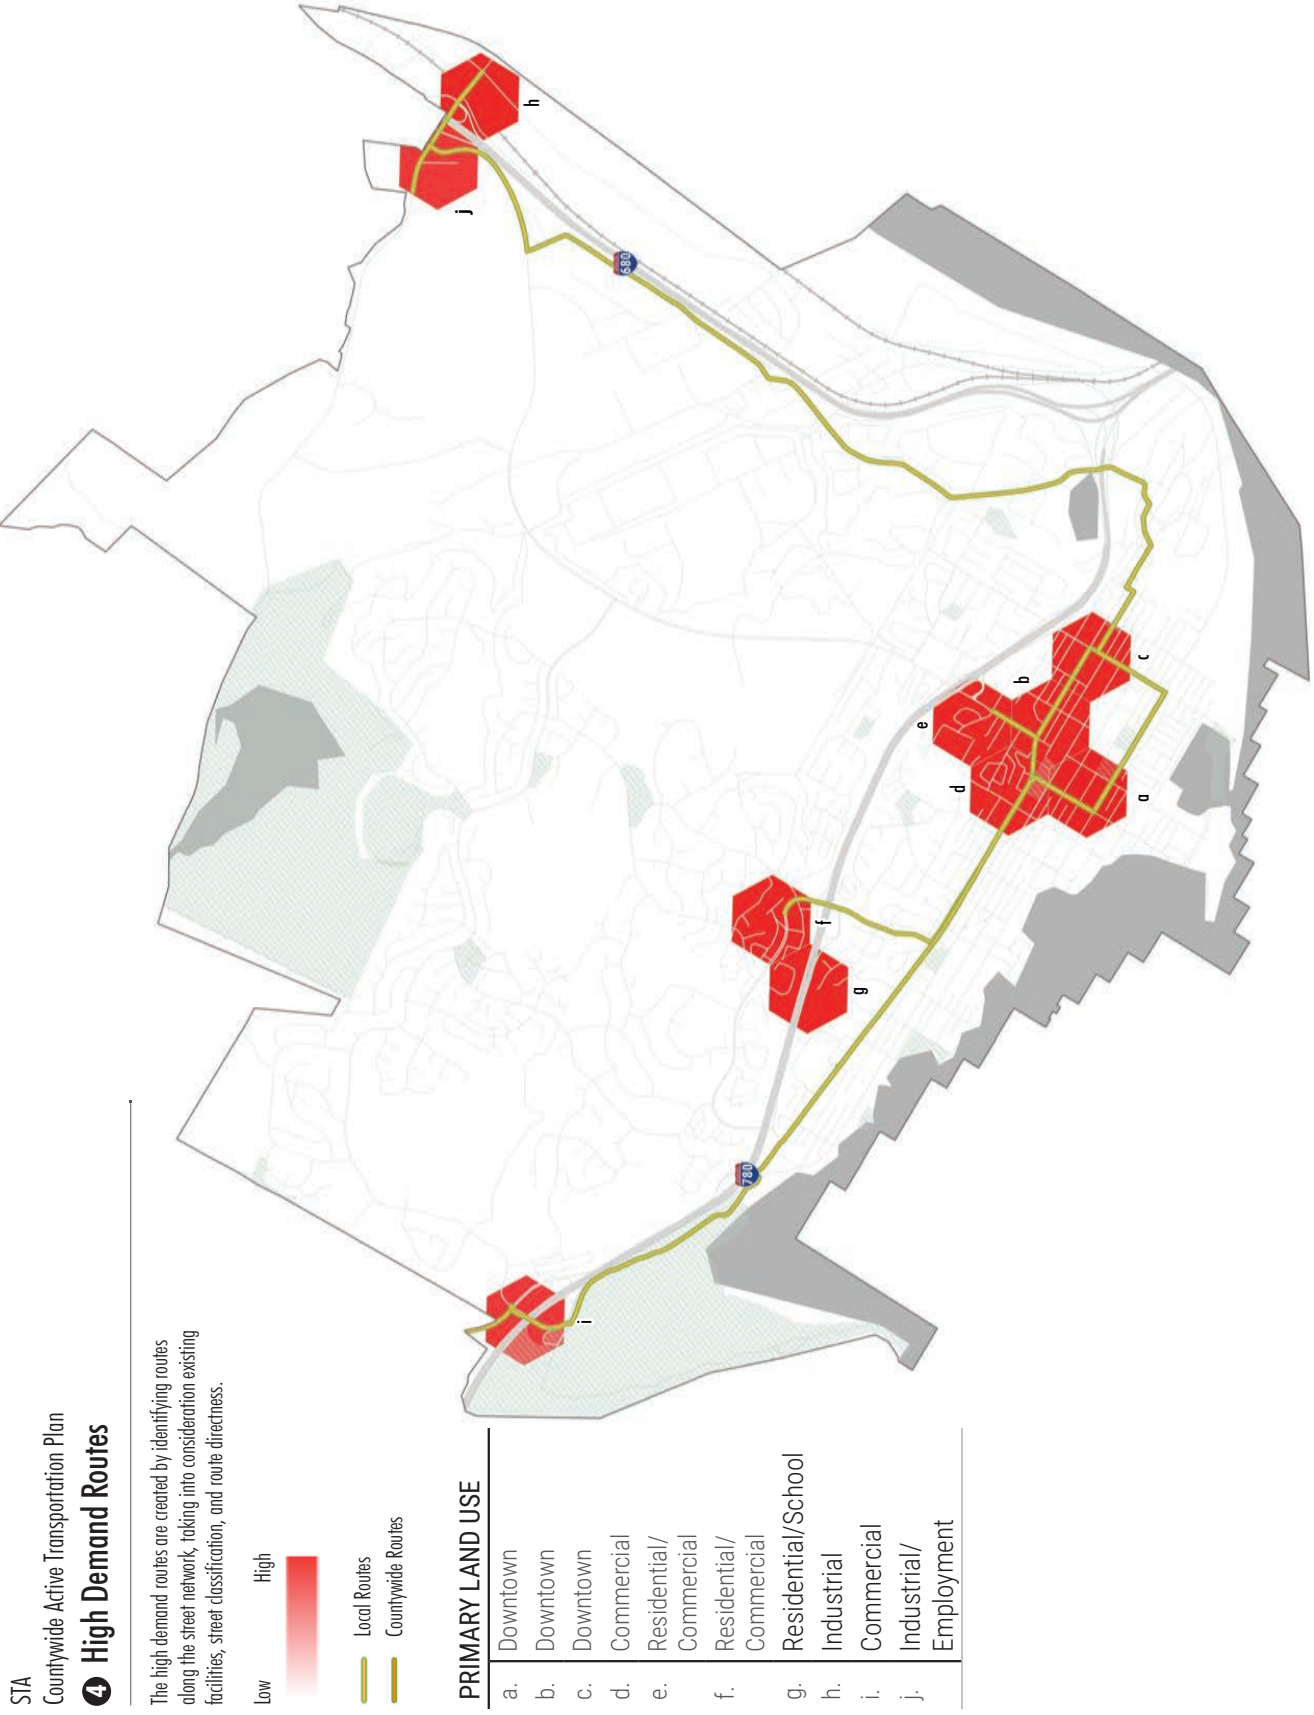 STA
Countywide Active Transportation Plan
4 High Demand Routes
The high demand routes are created by identifying routes
along the street network, taking into consideration existing
facilities, street classification, and route directness.
Low High
Local Routes
Countywide Routes
PRIMARY LAND USE
a. Downtown
b. Downtown
c. Downtown
d. Commercial
e. Residential/
Commercial
f. Residential/
Commercial
g. Residential/School
h. Industrial
i. Commercial
j. Industrial/
Employment
i
780
g
f
d
e
a
b
c
680
j
h